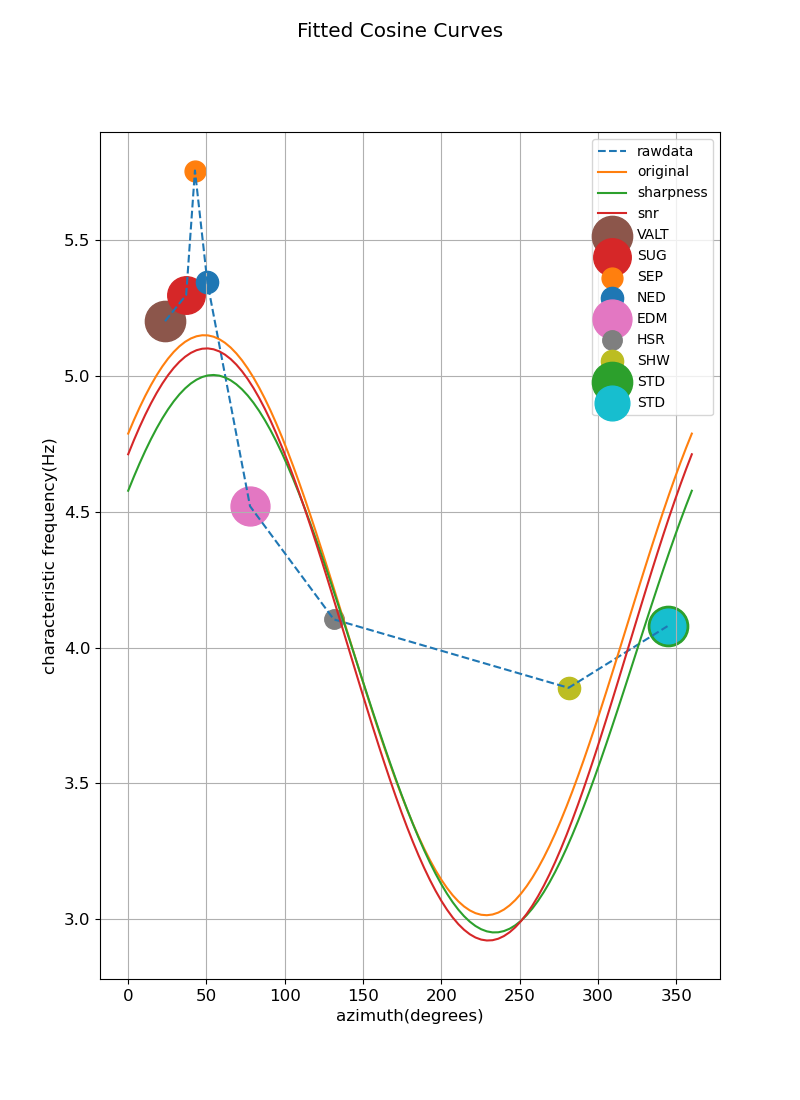 Fitted Cosine Curves
rawdata
original
sharpness
snr
VALT
SUG
SEP
NED
EDM
HSR
SHW
STD
STD
characteristic frequency(Hz)
5.5
5.0
4.5
4.0
3.5
3.0
0 50 100 150 200 250 300 350
azimuth(degrees)